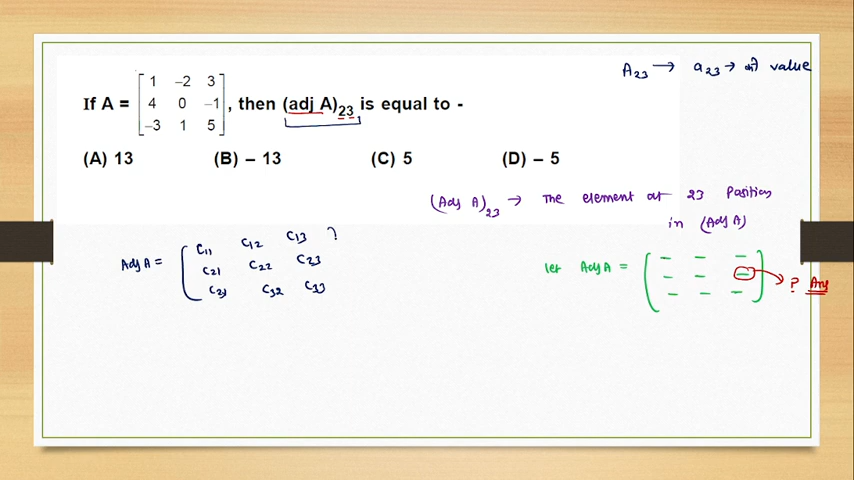 A₂₃ → a₂₃ → की value
If A = [1 −2 3; 4 0 −1; −3 1 5], then (adj A)₂₃ is equal to -
(A) 13 (B) – 13 (C) 5 (D) – 5
(Adj A)₂₃ → The element at 23 Position
in (Adj A)
Adj A = C₁₁ C₁₂ C₁₃
C₂₁ C₂₂ C₂₃
C₃₁ C₃₂ C₃₃
let Adj A = ? Ans